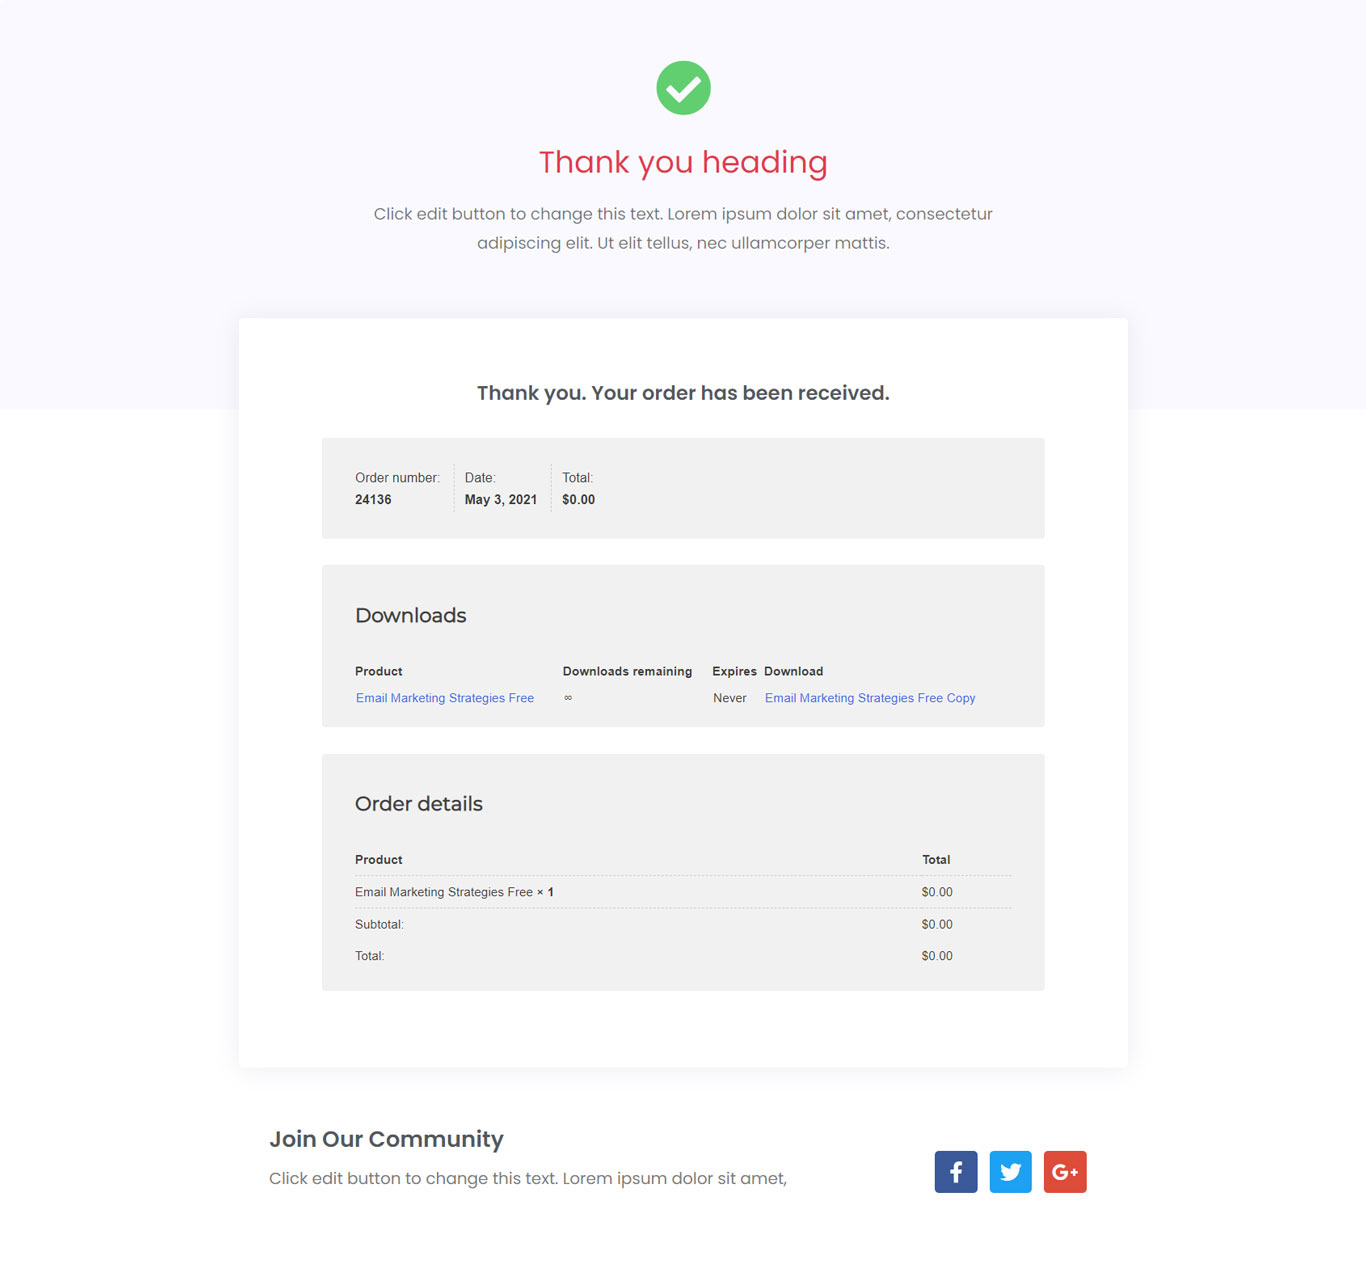 Thank you heading
Click edit button to change this text. Lorem ipsum dolor sit amet, consectetur
adipiscing elit. Ut elit tellus, nec ullamcorper mattis.
Thank you. Your order has been received.
Order number: Date: Total:
24136 May 3, 2021 $0.00
Downloads
Product Downloads remaining Expires Download
Email Marketing Strategies Free ∞ Never Email Marketing Strategies Free Copy
Order details
Product Total
Email Marketing Strategies Free × 1 $0.00
Subtotal: $0.00
Total: $0.00
Join Our Community
Click edit button to change this text. Lorem ipsum dolor sit amet,
f G+